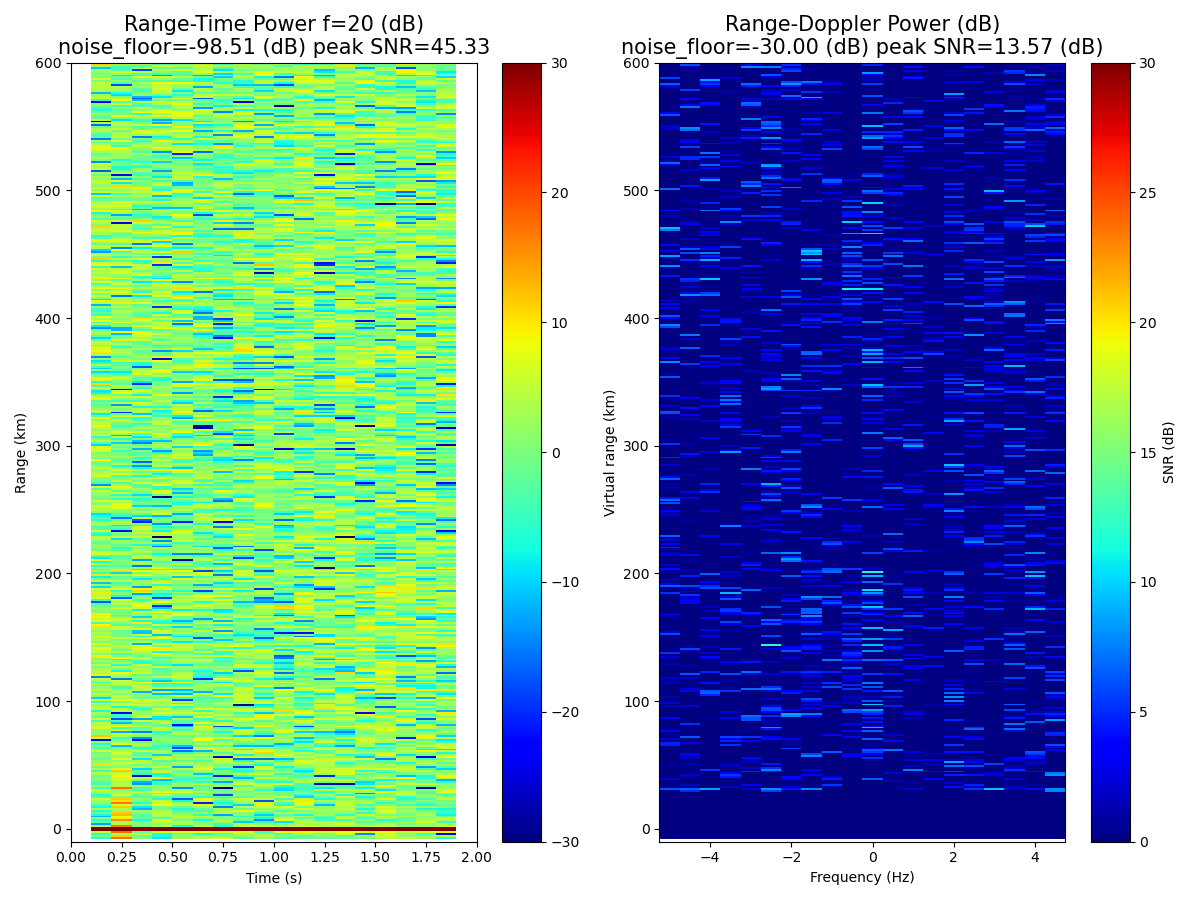 Range-Time Power f=20 (dB)
noise_floor=-98.51 (dB) peak SNR=45.33
600
500
400
300
200
100
0
Range (km)
0.00 0.25 0.50 0.75 1.00 1.25 1.50 1.75 2.00
Time (s)
30
20
10
0
−10
−20
−30
Range-Doppler Power (dB)
noise_floor=-30.00 (dB) peak SNR=13.57 (dB)
600
500
400
300
200
100
0
Virtual range (km)
−4 −2 0 2 4
Frequency (Hz)
30
25
20
15
10
5
0
SNR (dB)